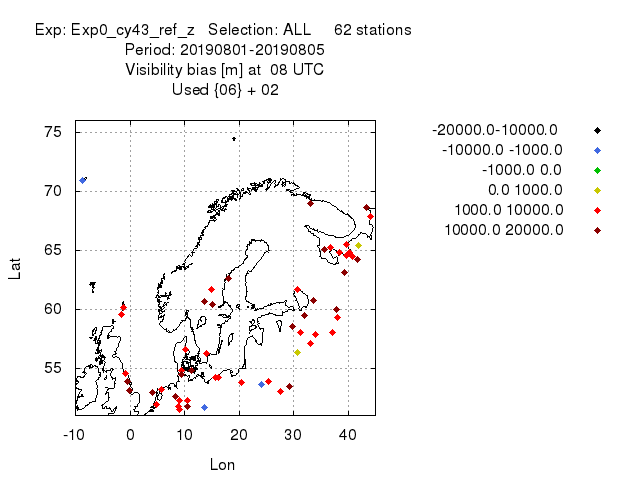 Exp: Exp0_cy43_ref_z Selection: ALL 62 stations
Period: 20190801-20190805
Visibility bias [m] at 08 UTC
Used {06} + 02
-20000.0-10000.0
-10000.0 -1000.0
-1000.0 0.0
0.0 1000.0
1000.0 10000.0
10000.0 20000.0
75
70
65
60
55
Lat
-10 0 10 20 30 40
Lon